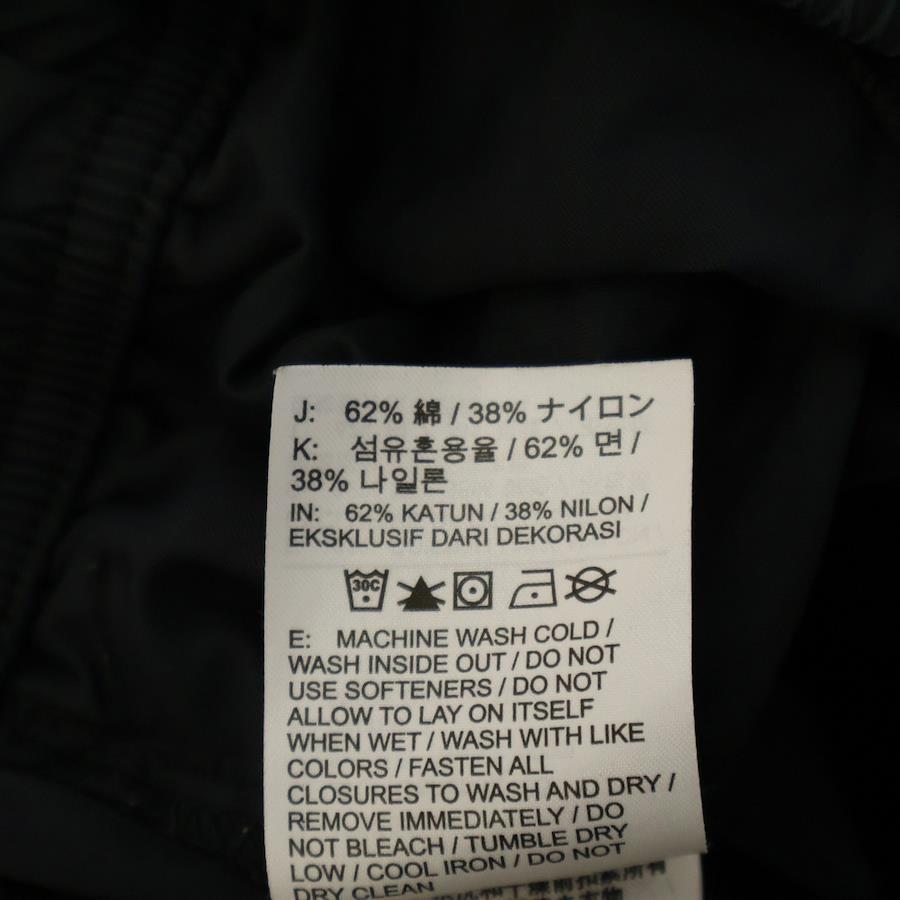 J: 62% 綿 / 38% ナイロン
K: 섬유혼용율 / 62% 면 /
38% 나일론
IN: 62% KATUN / 38% NILON /
EKSKLUSIF DARI DEKORASI
30C
E: MACHINE WASH COLD /
WASH INSIDE OUT / DO NOT
USE SOFTENERS / DO NOT
ALLOW TO LAY ON ITSELF
WHEN WET / WASH WITH LIKE
COLORS / FASTEN ALL
CLOSURES TO WASH AND DRY /
REMOVE IMMEDIATELY / DO
NOT BLEACH / TUMBLE DRY
LOW / COOL IRON / DO NOT
DRY CLEAN